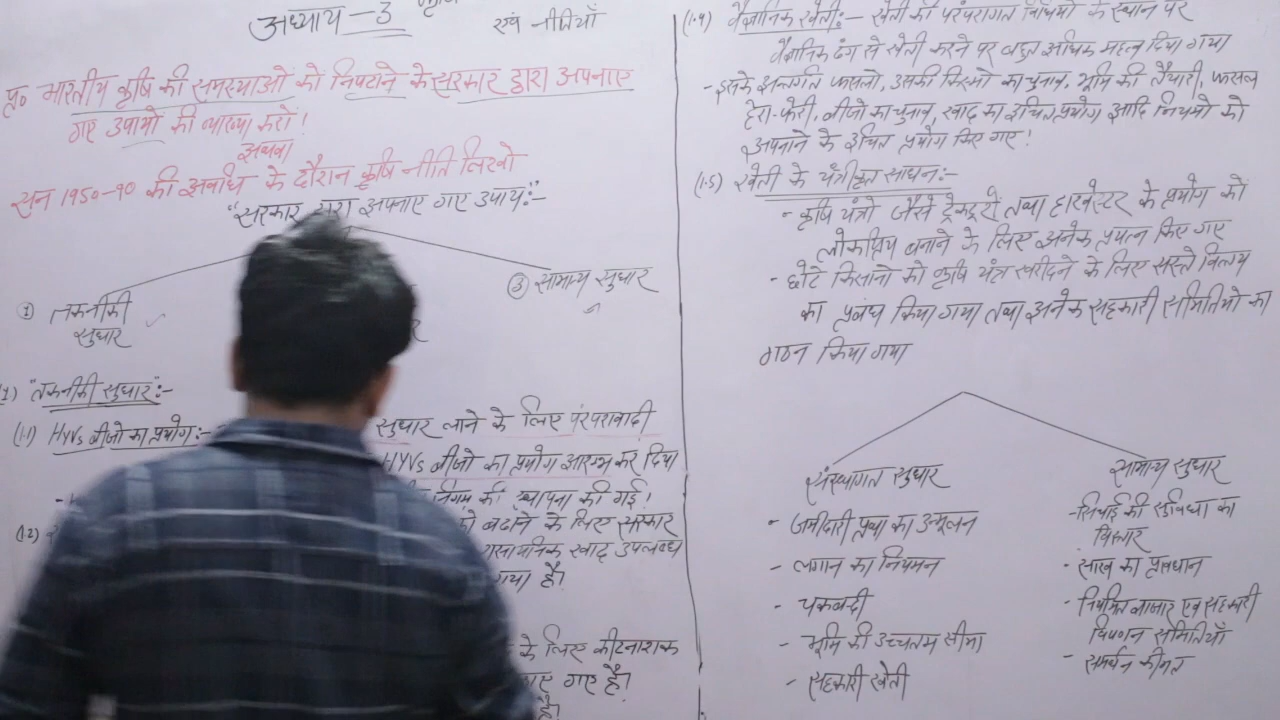 अध्याय - 3
एवं नीतियाँ
प्र० भारतीय कृषि की समस्याओं को निपटाने के सरकार द्वारा अपनाए
गए उपायों की व्याख्या करो।
अथवा
सन 1950-90 की अवधि के दौरान कृषि नीति लिखो
"सरकार द्वारा अपनाए गए उपाय:-
① तकनीकी
सुधार
③ सामान्य सुधार
(1) "तकनीकी सुधार":-
(1.1) HYVs बीजो का प्रयोग:-
सुधार लाने के लिए परंपरावादी
HYVs बीजों का प्रयोग आरम्भ कर दिया
निगम की स्थापना की गई।
(1.2)
को बढ़ाने के लिए सरकार
रासायनिक खाद उपलब्ध
गया है।
के लिए कीटनाशक
गए है।
है।
(1.4) वैज्ञानिक खेती:- खेती की परंपरागत विधियों के स्थान पर
वैज्ञानिक ढंग से खेती करने पर बहुत अधिक महत्व दिया गया
- इसके अन्तर्गत फसलों, उसकी किस्मों का चुनाव, भूमि की तैयारी, फसल
हेरा-फेरी, बीजों का चुनाव, खाद का उचित प्रयोग आदि नियमों को
अपनाने के उचित प्रयोग किए गए।
(1.5) खेती के यंत्रीकृत साधन:-
- कृषि यंत्रो जैसे ट्रेकटरों तथा हारवेस्टर के प्रयोग को
लोकप्रिय बनाने के लिए अनेक प्रयत्न किए गए
- छोटे किसानो को कृषि यंत्र खरीदने के लिए सस्ते वित्तय
का प्रबंध किया गया तथा अनेक सहकारी समितियों का
गठन किया गया
संस्थागत सुधार
- जमींदारी प्रथा का उन्मूलन
- लगान का नियमन
- चकबंदी
- भूमि की उच्चतम सीमा
- सहकारी खेती
सामान्य सुधार
- सिंचाई की सुविधा का
विस्तार
- साख का प्रावधान
- नियमित बाजार एवं सहकारी
विपणन समितियाँ
- समर्थन कीमत